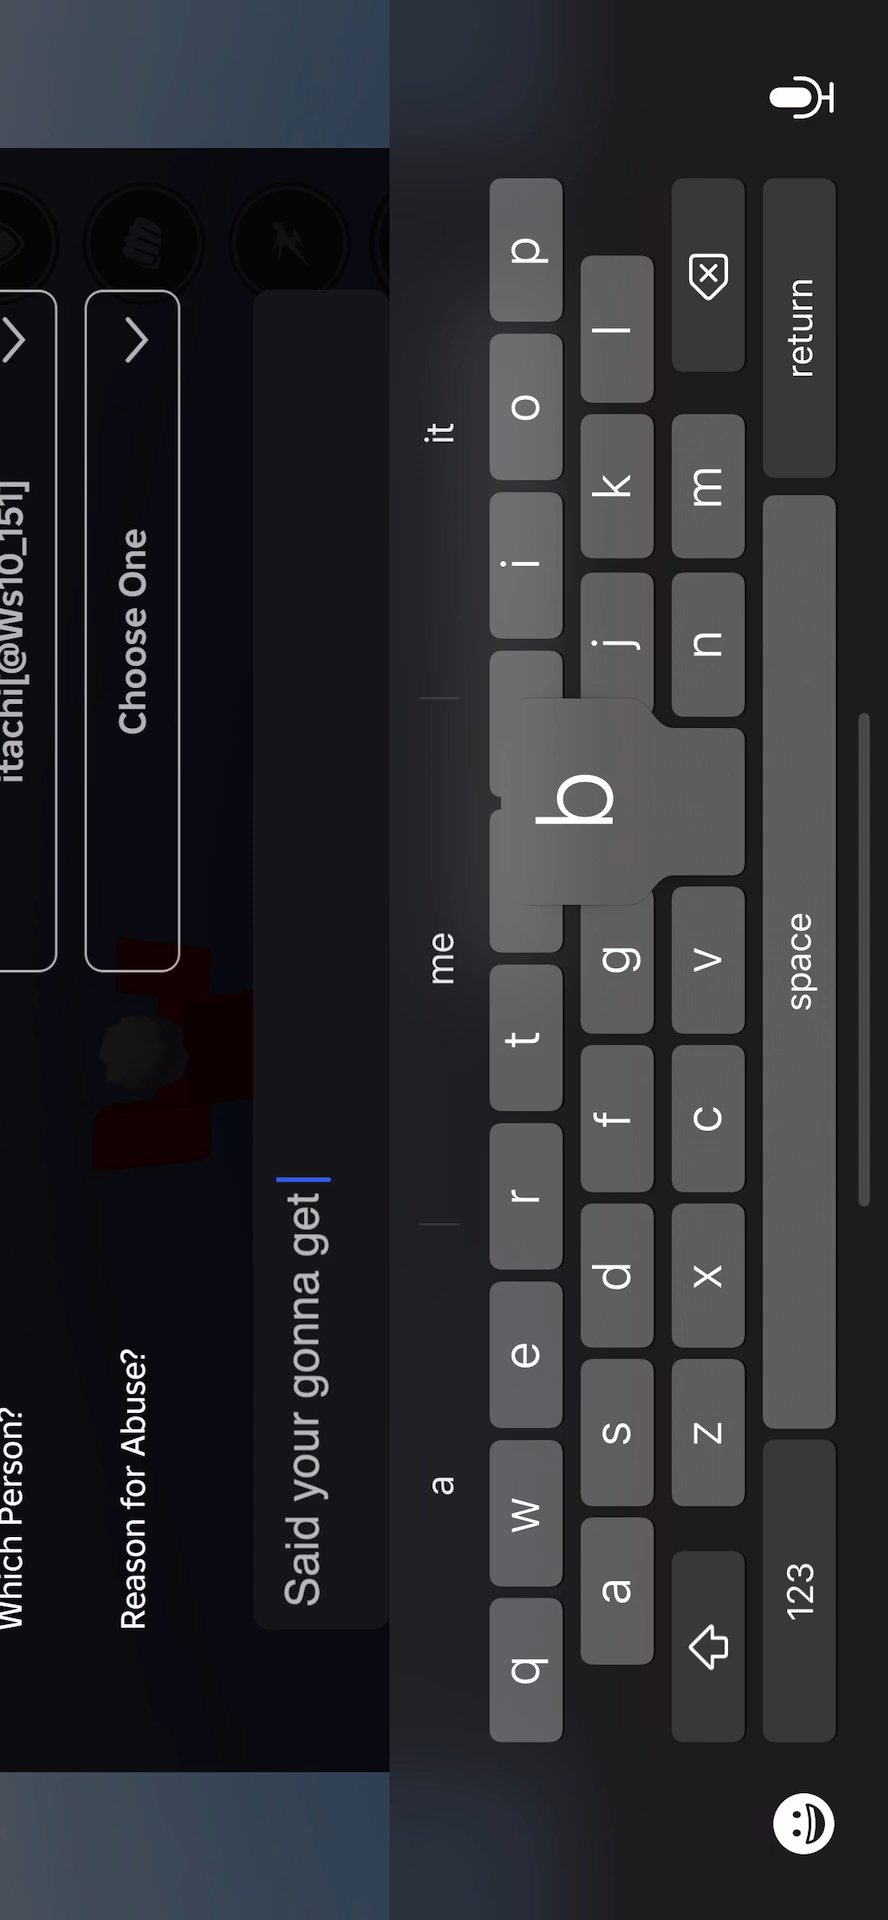 Which Person?
itachi[@Ws10_151]
Reason for Abuse?
Choose One
Said your gonna get
a
me
it
q w e r t i o p
a s d f g j k l
z x c v b n m
123
space
return